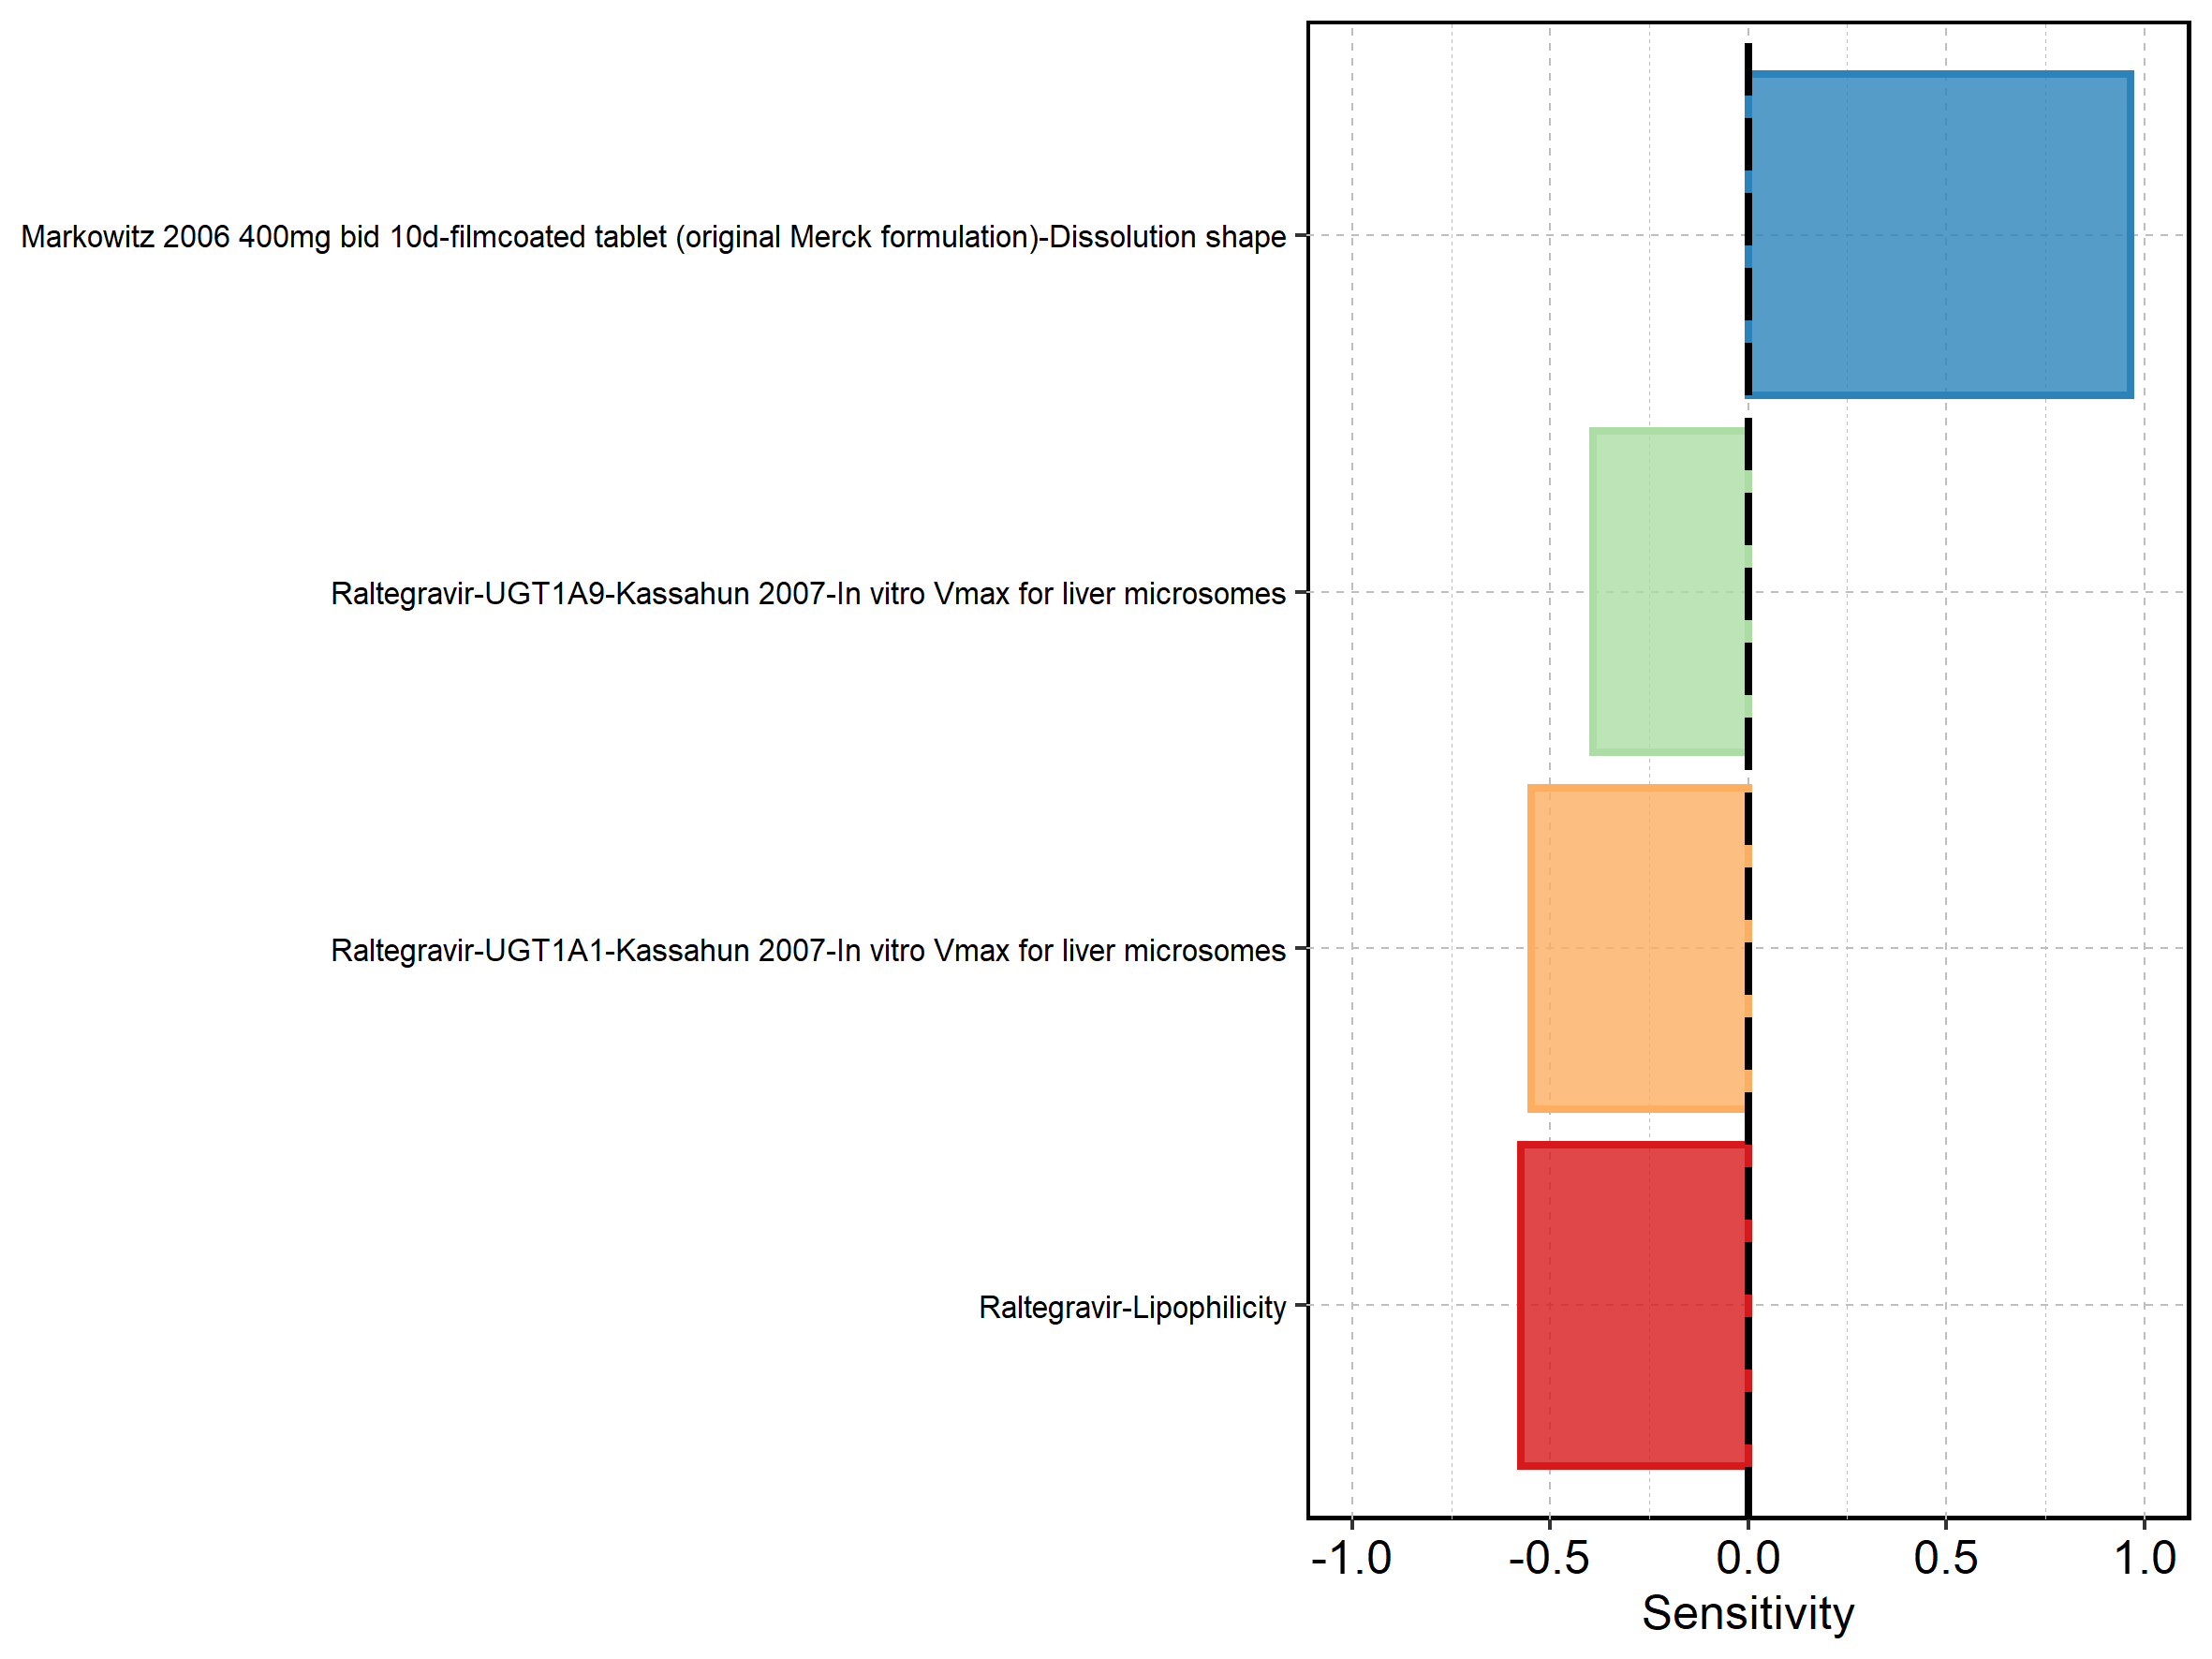 Markowitz 2006 400mg bid 10d-filmcoated tablet (original Merck formulation)-Dissolution shape
Raltegravir-UGT1A9-Kassahun 2007-In vitro Vmax for liver microsomes
Raltegravir-UGT1A1-Kassahun 2007-In vitro Vmax for liver microsomes
Raltegravir-Lipophilicity
-1.0 -0.5 0.0 0.5 1.0
Sensitivity